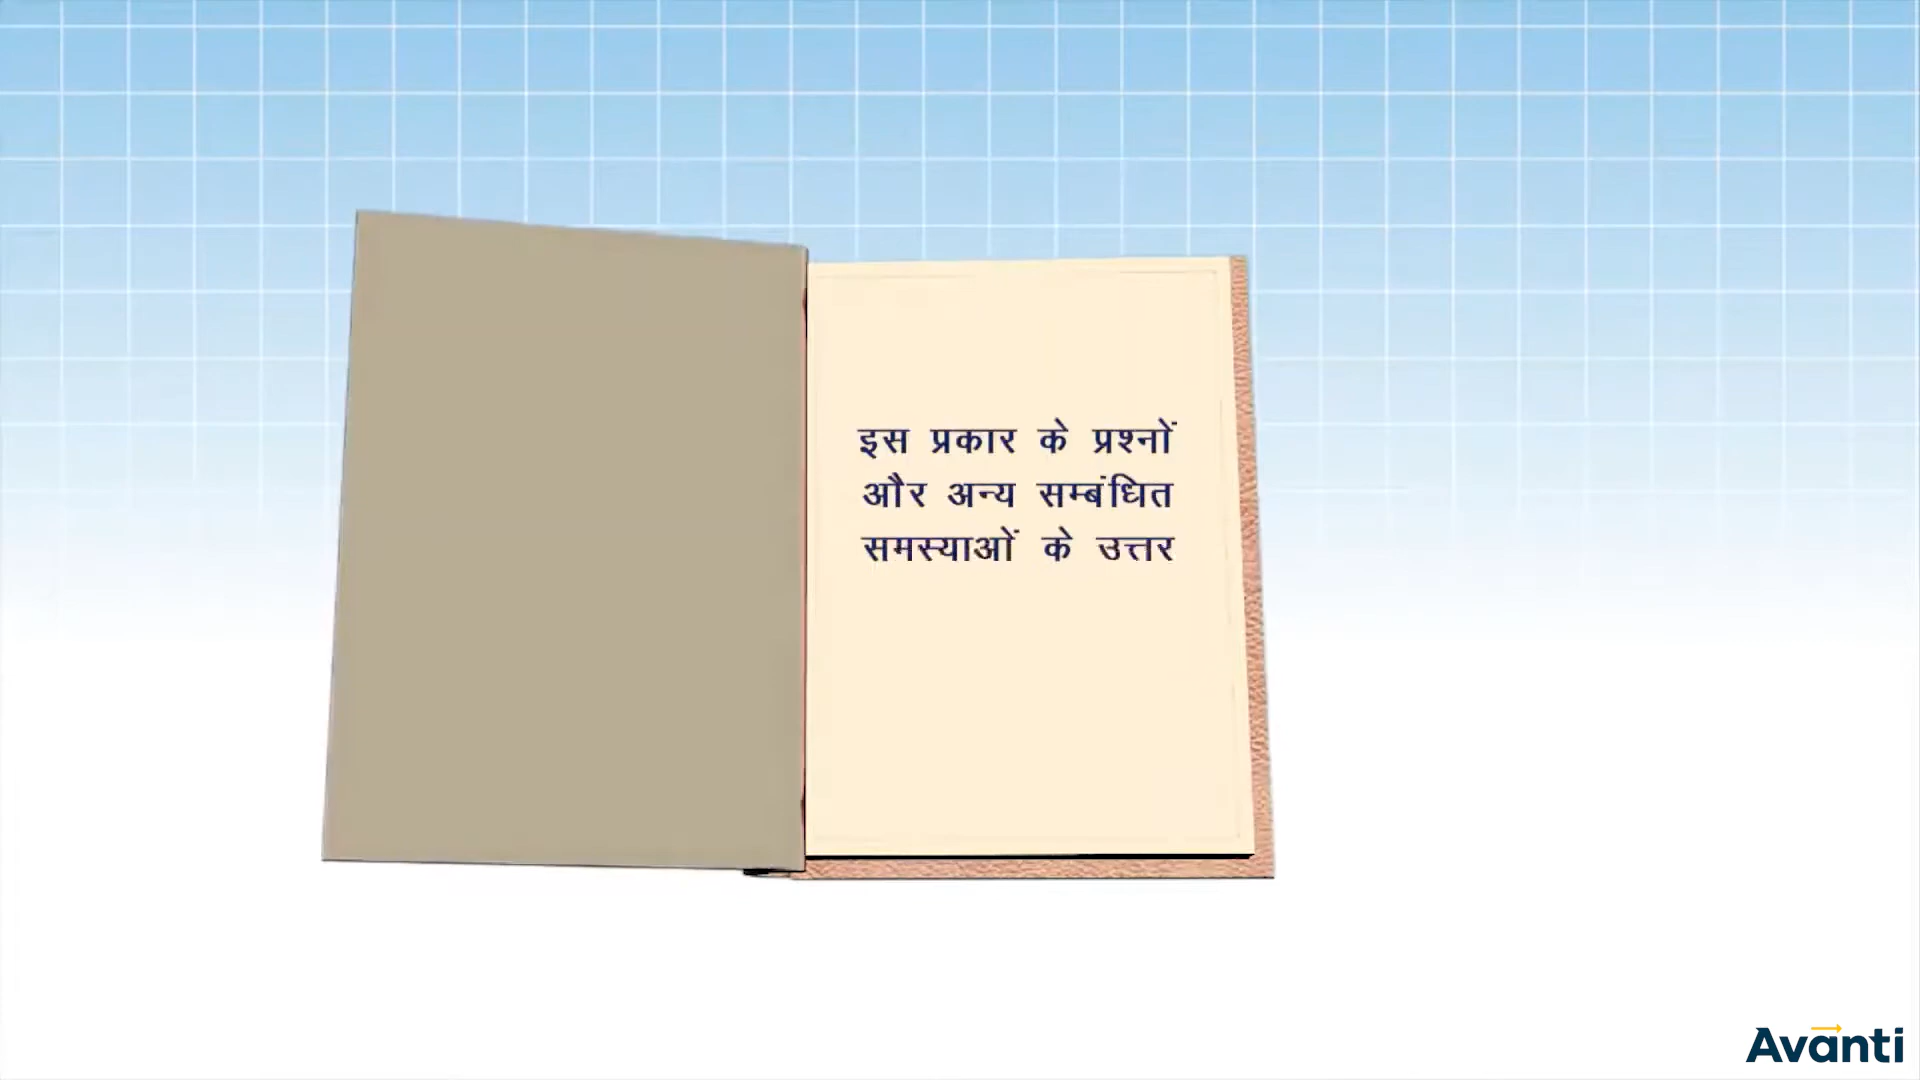 इस प्रकार के प्रश्नों
और अन्य सम्बंधित
समस्याओं के उत्तर
Avanti